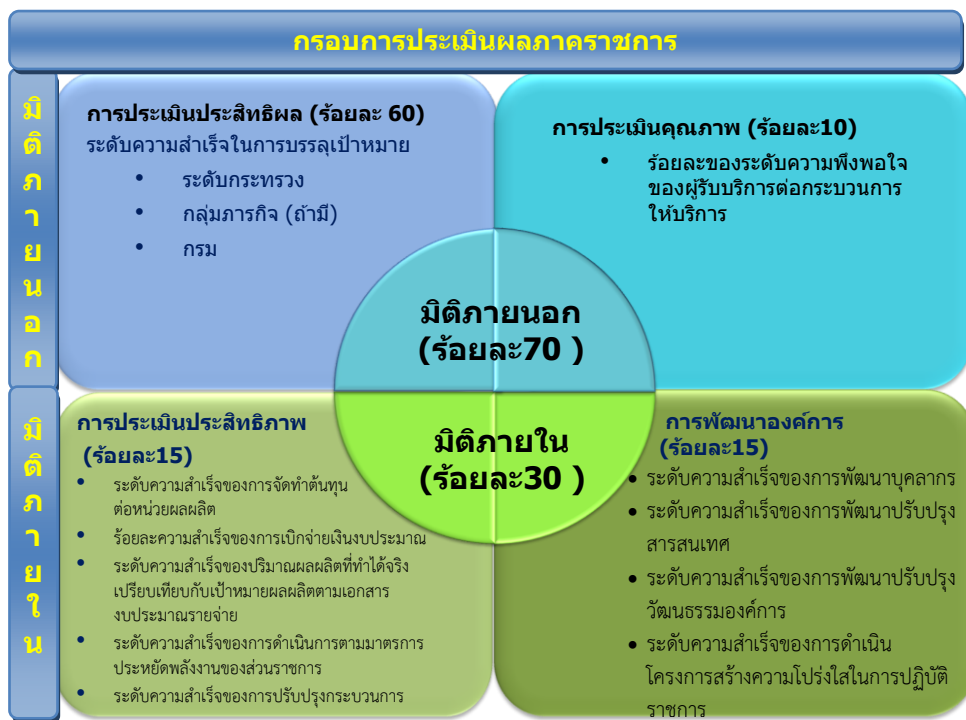 กรอบการประเมินผลภาคราชการ
มิติภายนอก
การประเมินประสิทธิผล (ร้อยละ 60)
ระดับความสำเร็จในการบรรลุเป้าหมาย
• ระดับกระทรวง
• กลุ่มภารกิจ (ถ้ามี)
• กรม
การประเมินคุณภาพ (ร้อยละ10)
• ร้อยละของระดับความพึงพอใจ
ของผู้รับบริการต่อกระบวนการ
ให้บริการ
มิติภายนอก
(ร้อยละ70 )
มิติภายใน
(ร้อยละ30 )
มิติภายใน
การประเมินประสิทธิภาพ
(ร้อยละ15)
• ระดับความสำเร็จของการจัดทำต้นทุน
ต่อหน่วยผลผลิต
• ร้อยละความสำเร็จของการเบิกจ่ายเงินงบประมาณ
• ระดับความสำเร็จของปริมาณผลผลิตที่ทำได้จริง
เปรียบเทียบกับเป้าหมายผลผลิตตามเอกสาร
งบประมาณรายจ่าย
• ระดับความสำเร็จของการดำเนินการตามมาตรการ
ประหยัดพลังงานของส่วนราชการ
• ระดับความสำเร็จของการปรับปรุงกระบวนการ
การพัฒนาองค์การ
(ร้อยละ15)
• ระดับความสำเร็จของการพัฒนาบุคลากร
• ระดับความสำเร็จของการพัฒนาปรับปรุง
สารสนเทศ
• ระดับความสำเร็จของการพัฒนาปรับปรุง
วัฒนธรรมองค์การ
• ระดับความสำเร็จของการดำเนิน
โครงการสร้างความโปร่งใสในการปฏิบัติ
ราชการ